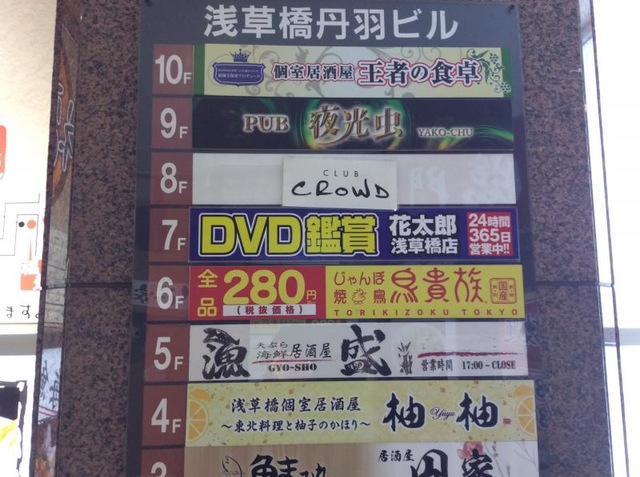 浅草橋丹羽ビル
10F 個室居酒屋 王者の食卓
9F PUB 夜光虫 YAKO-CHU
8F CLUB
CROWD
7F DVD鑑賞 花太郎
浅草橋店
24時間
365日
営業中!!
6F 全品 280円
(税抜価格)
じゃんぼ
焼鳥 鳥貴族 国産
TORIKIZOKU TOKYO
5F 漁 天ぷら
海鮮居酒屋 盛
GYO-SHO
営業時間 17:00~CLOSE
4F 浅草橋個室居酒屋
~東北料理と柚子のかほり~
柚 Yuyu 柚
居酒屋
ます。